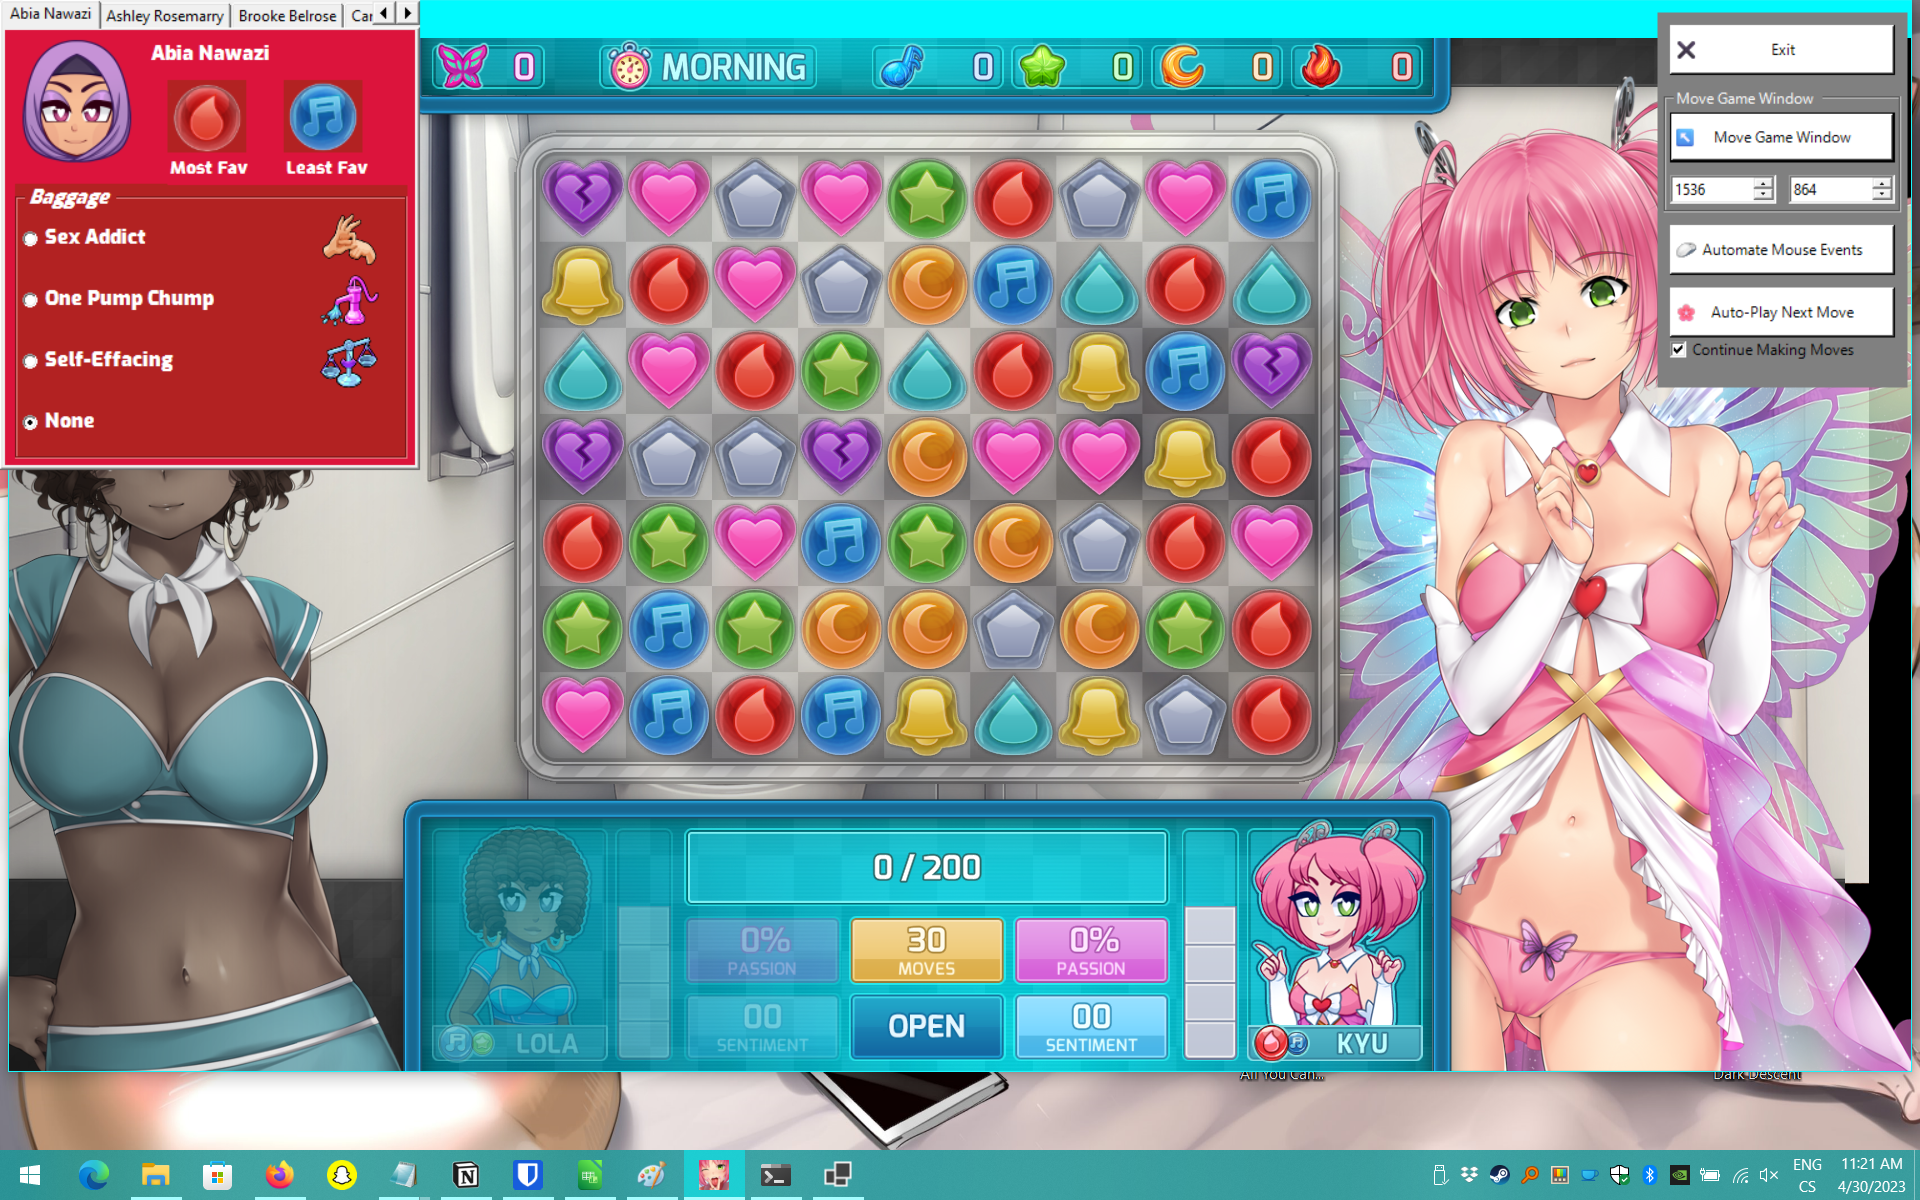 Abia Nawazi
Ashley Rosemarry
Brooke Belrose
Car
Abia Nawazi
Most Fav
Least Fav
Baggage
Sex Addict
One Pump Chump
Self-Effacing
None
0
MORNING
0
0
0
0
Exit
Move Game Window
Move Game Window
1536
864
Automate Mouse Events
Auto-Play Next Move
Continue Making Moves
0 / 200
0%
PASSION
30
MOVES
0%
PASSION
00
SENTIMENT
OPEN
00
SENTIMENT
LOLA
KYU
All You Can...
Dark Descent
ENG
CS
11:21 AM
4/30/2023